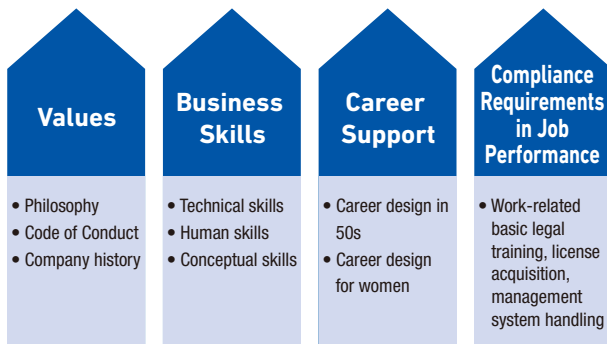 Values
• Philosophy
• Code of Conduct
• Company history
Business
Skills
• Technical skills
• Human skills
• Conceptual skills
Career
Support
• Career design in
50s
• Career design
for women
Compliance
Requirements
in Job
Performance
• Work-related
basic legal
training, license
acquisition,
management
system handling